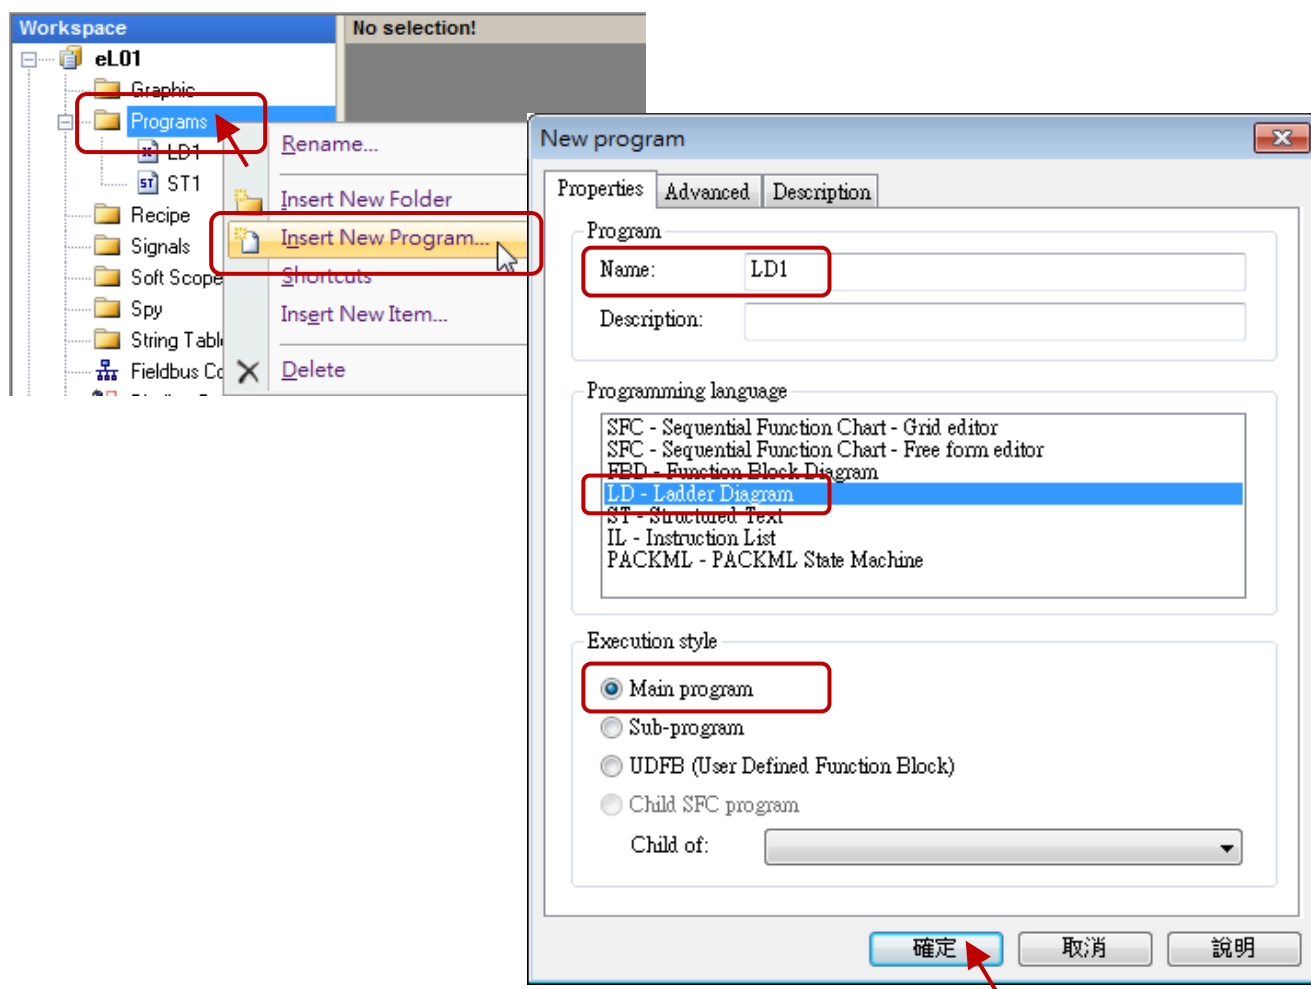 Workspace
No selection!
eL01
Graphic
Programs
LD1
ST1
Recipe
Signals
Soft Scope
Spy
String Tabl
Fieldbus Co
Rename...
Insert New Folder
Insert New Program...
Shortcuts
Insert New Item...
Delete
New program
Properties
Advanced
Description
Program
Name:
LD1
Description:
Programming language
SFC - Sequential Function Chart - Grid editor
SFC - Sequential Function Chart - Free form editor
FBD - Function Block Diagram
LD - Ladder Diagram
ST - Structured Text
IL - Instruction List
PACKML - PACKML State Machine
Execution style
Main program
Sub-program
UDFB (User Defined Function Block)
Child SFC program
Child of:
確定
取消
說明